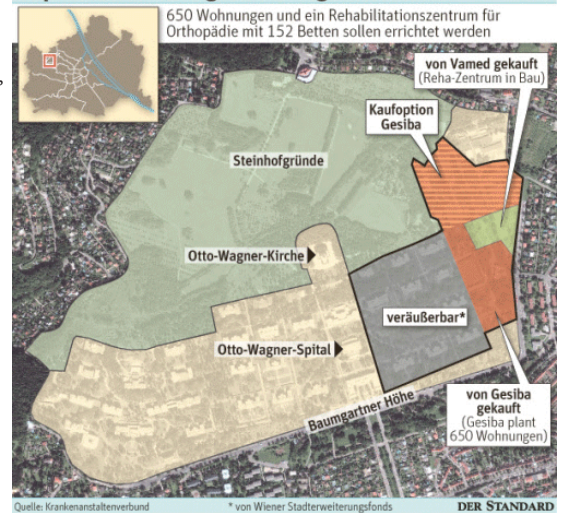 650 Wohnungen und ein Rehabilitationszentrum für
Orthopädie mit 152 Betten sollen errichtet werden
von Vamed gekauft
(Reha-Zentrum in Bau)
Kaufoption
Gesiba
Steinhofgründe
Otto-Wagner-Kirche
veräußerbar*
Otto-Wagner-Spital
Baumgartner Höhe
von Gesiba
gekauft
(Gesiba plant
650 Wohnungen)
Quelle: Krankenanstaltenverbund
* von Wiener Stadterweiterungsfonds
DER STANDARD